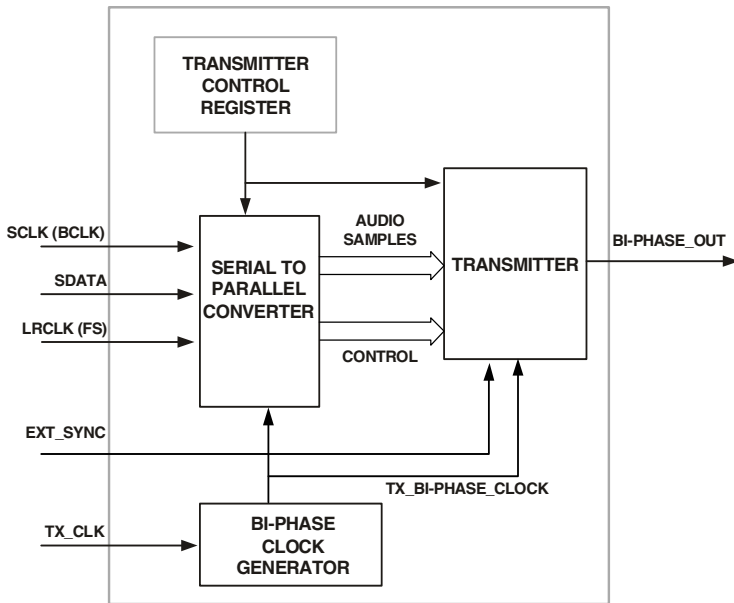 TRANSMITTER
CONTROL
REGISTER
SCLK (BCLK)
SDATA
LRCLK (FS)
SERIAL TO
PARALLEL
CONVERTER
AUDIO
SAMPLES
CONTROL
TRANSMITTER
BI-PHASE_OUT
EXT_SYNC
TX_BI-PHASE_CLOCK
TX_CLK
BI-PHASE
CLOCK
GENERATOR